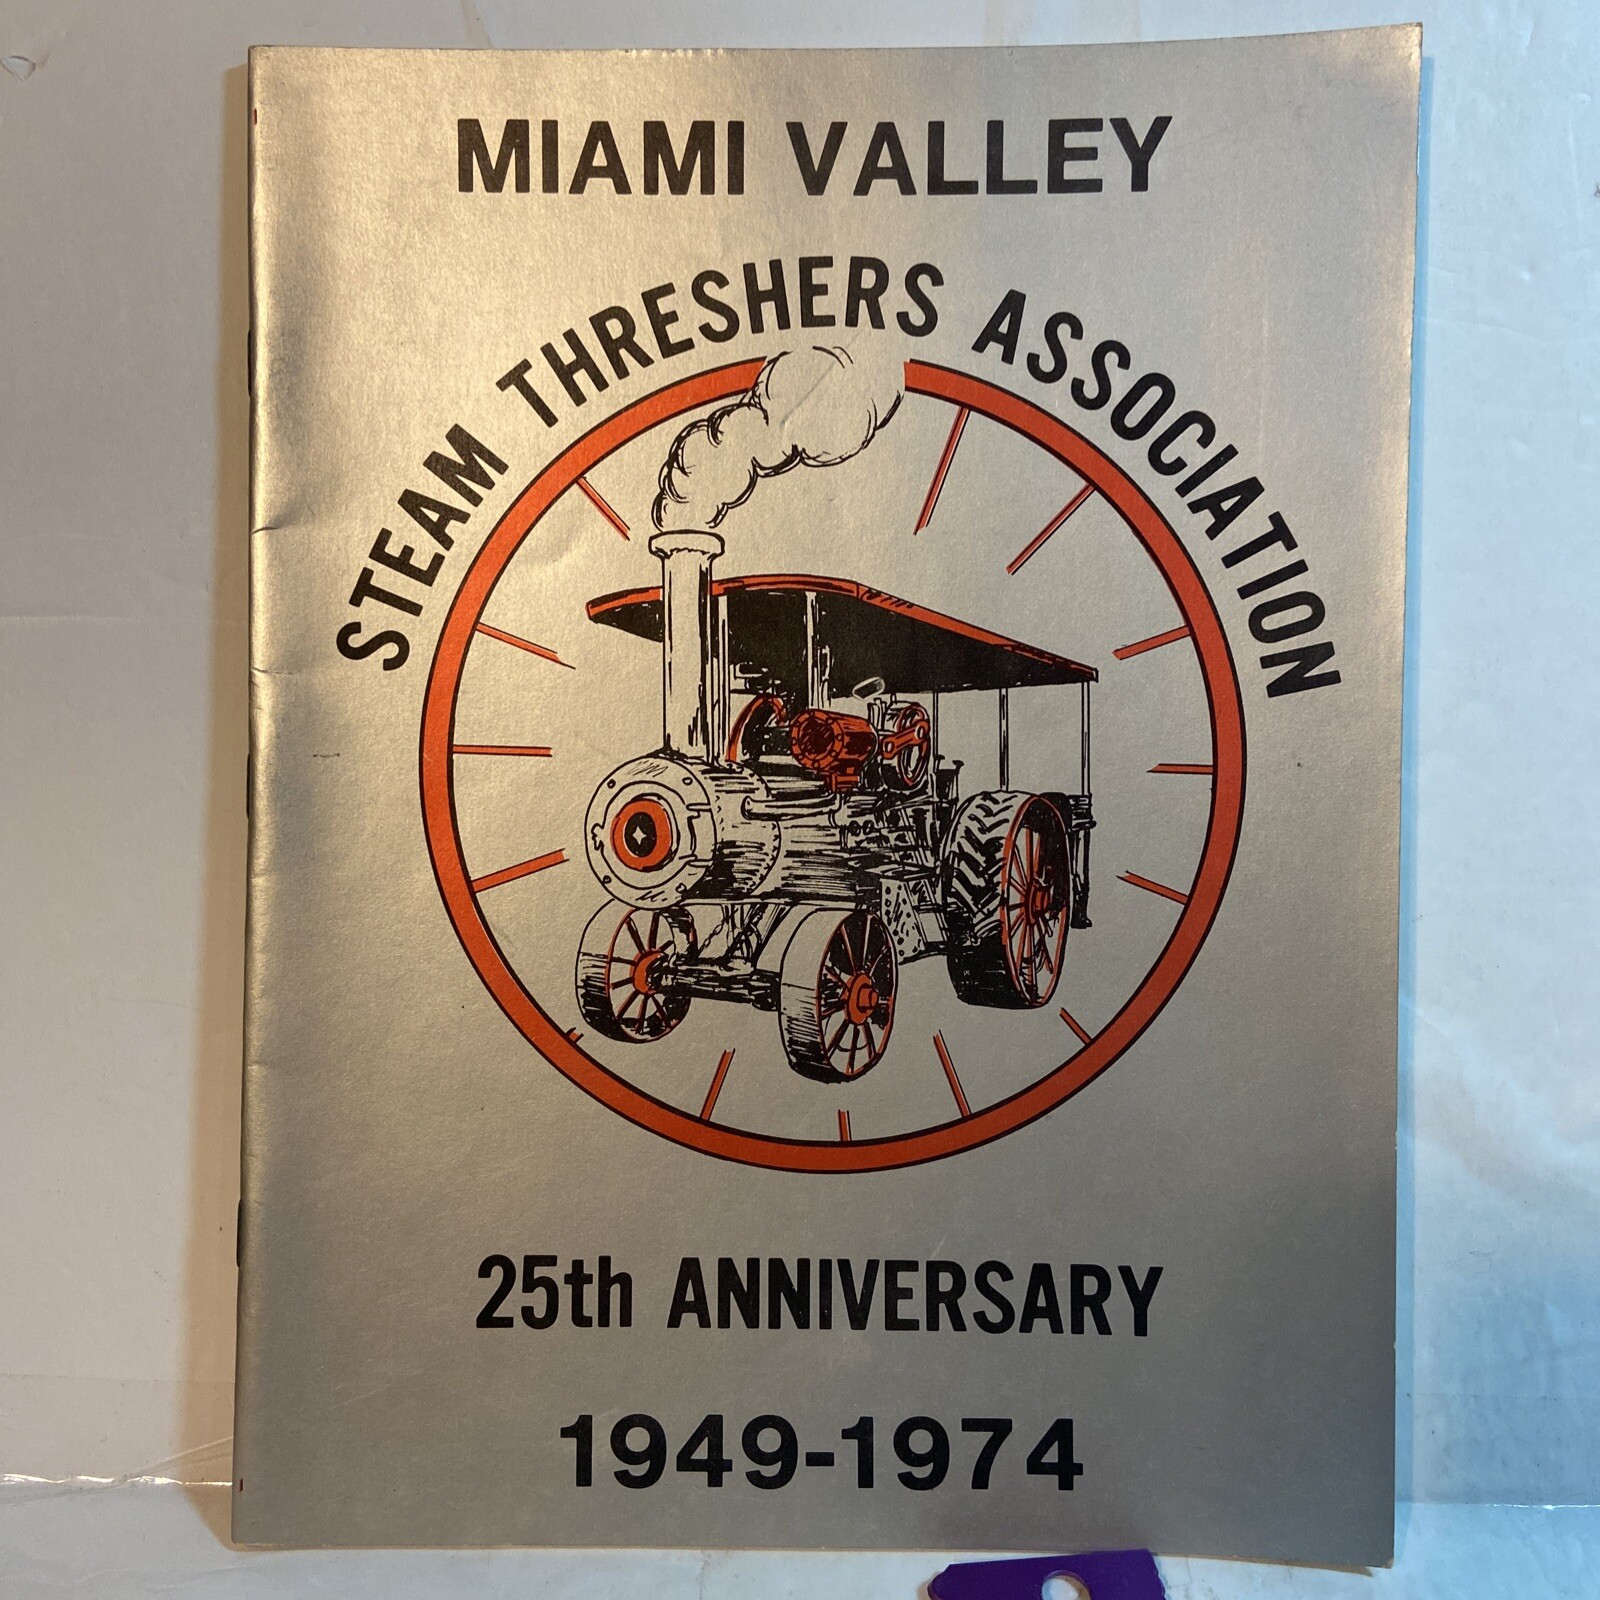 MIAMI VALLEY
STEAM THRESHERS ASSOCIATION
25th ANNIVERSARY
1949-1974